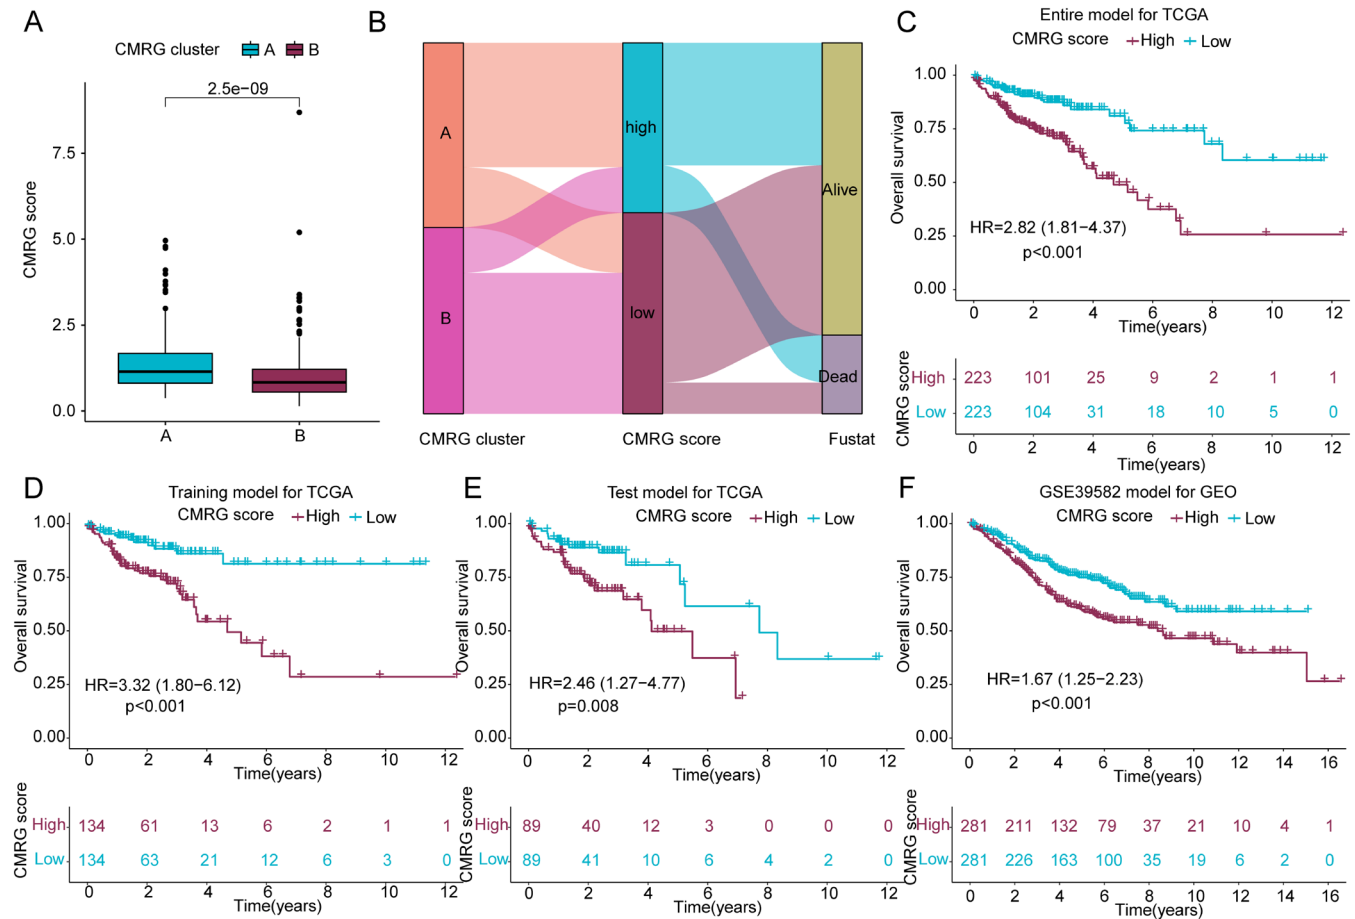 A
CMRG cluster A B
2.5e−09
CMRG score
7.5
5.0
2.5
0.0
A B
B
A
B
high
low
Alive
Dead
CMRG cluster CMRG score Fustat
C
Entire model for TCGA
CMRG score High Low
Overall survival
1.00
0.75
0.50
0.25
0.00
HR=2.82 (1.81−4.37)
p<0.001
0 2 4 6 8 10 12
Time(years)
CMRG score
High 223 101 25 9 2 1 1
Low 223 104 31 18 10 5 0
0 2 4 6 8 10 12
Time(years)
D
Training model for TCGA
CMRG score High Low
Overall survival
1.00
0.75
0.50
0.25
0.00
HR=3.32 (1.80−6.12)
p<0.001
0 2 4 6 8 10 12
Time(years)
CMRG score
High 134 61 13 6 2 1 1
Low 134 63 21 12 6 3 0
0 2 4 6 8 10 12
Time(years)
E
Test model for TCGA
CMRG score High Low
Overall survival
1.00
0.75
0.50
0.25
0.00
HR=2.46 (1.27−4.77)
p=0.008
0 2 4 6 8 10 12
Time(years)
CMRG score
High 89 40 12 3 0 0 0
Low 89 41 10 6 4 2 0
0 2 4 6 8 10 12
Time(years)
F
GSE39582 model for GEO
CMRG score High Low
Overall survival
1.00
0.75
0.50
0.25
0.00
HR=1.67 (1.25−2.23)
p<0.001
0 2 4 6 8 10 12 14 16
Time(years)
CMRG score
High 281 211 132 79 37 21 10 4 1
Low 281 226 163 100 35 19 6 2 0
0 2 4 6 8 10 12 14 16
Time(years)